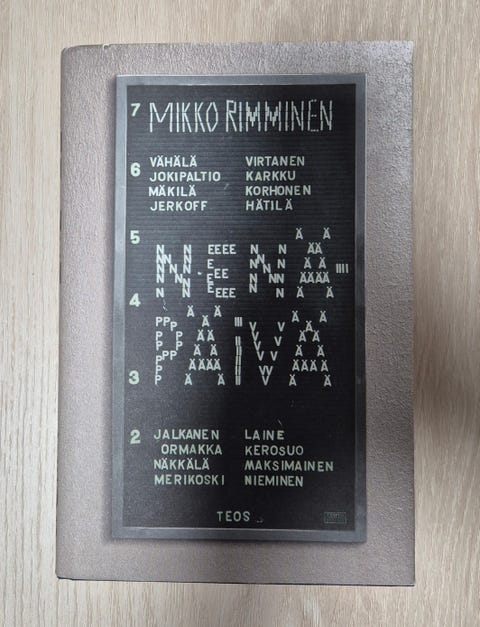 7 MIKKO RIMMINEN
6 VÄHÄLÄ VIRTANEN
JOKIPALTIO KARKKU
MÄKILÄ KORHONEN
JERKOFF HÄTILÄ
5
NENÄ-
4
PÄIVÄ
3
2 JALKANEN LAINE
ORMAKKA KEROSUO
NÄKKÄLÄ MAKSIMAINEN
MERIKOSKI NIEMINEN
TEOS